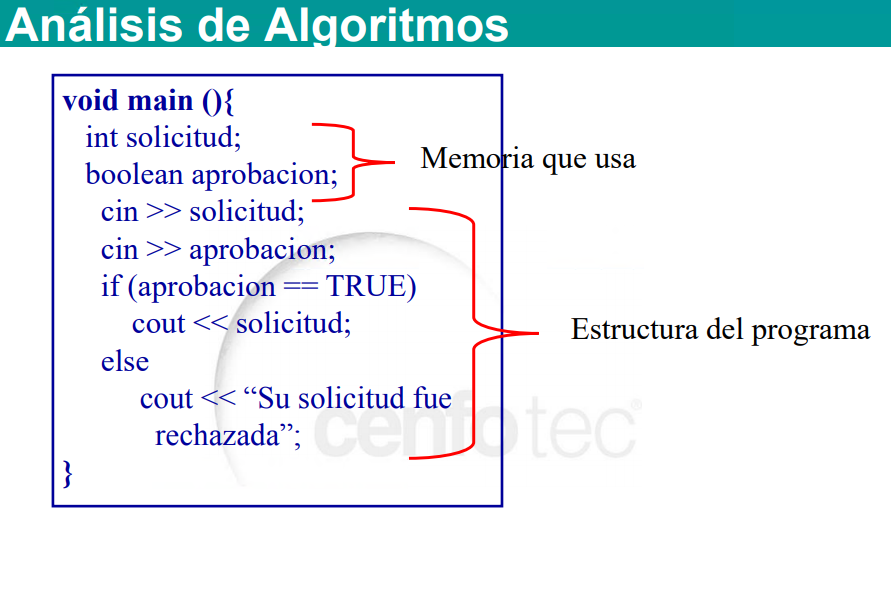 Análisis de Algoritmos
void main (){
int solicitud;
boolean aprobacion;
cin >> solicitud;
cin >> aprobacion;
if (aprobacion == TRUE)
cout << solicitud;
else
cout << “Su solicitud fue
rechazada”;
}
Memoria que usa
Estructura del programa
cenfotec®